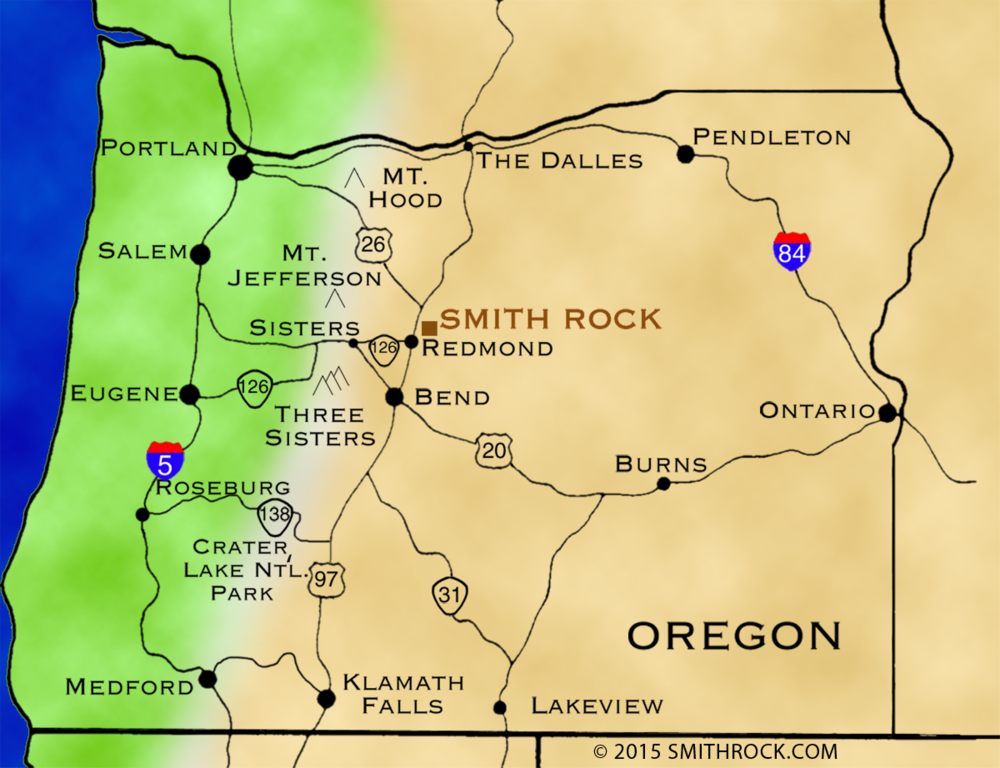 PORTLAND
PENDLETON
THE DALLES
MT.
HOOD
26
SALEM
MT.
JEFFERSON
84
SMITH ROCK
SISTERS
126
REDMOND
EUGENE
126
BEND
THREE
SISTERS
ONTARIO
20
5
BURNS
ROSEBURG
138
CRATER
LAKE NTL.
PARK
97
31
OREGON
MEDFORD
KLAMATH
FALLS
LAKEVIEW
© 2015 SMITHROCK.COM